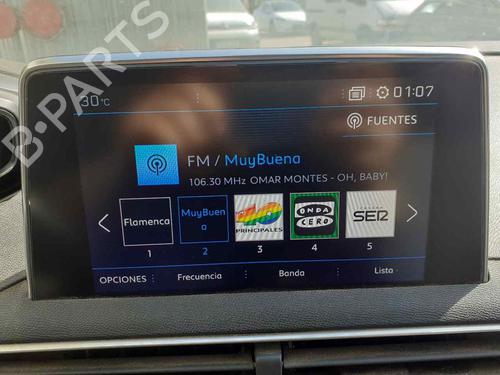 B-PARTS
30°C
01:07
FUENTES
FM / MuyBuena
106.30 MHz OMAR MONTES - OH, BABY!
Flamenca
MuyBuen
a
40
PRINCIPALES
ONDA
CERO
CADENA
SER
1
2
3
4
5
OPCIONES
Frecuencia
Banda
Lista